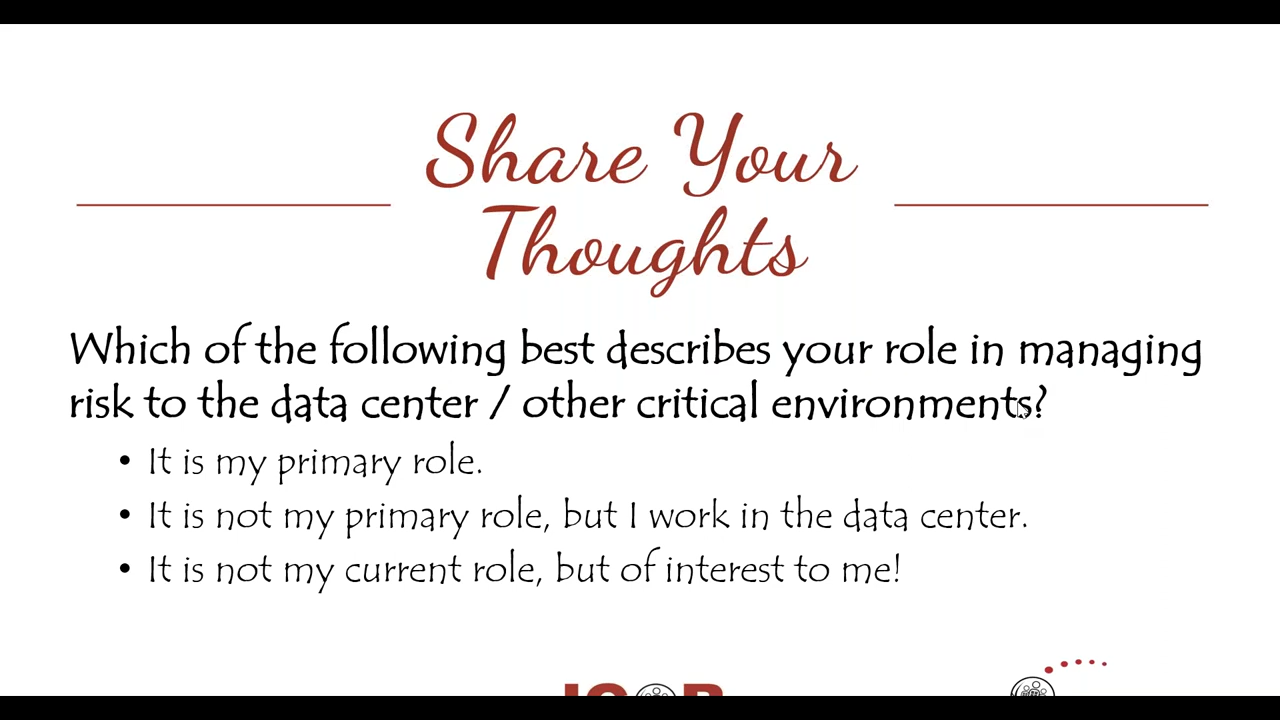 Share Your
Thoughts
Which of the following best describes your role in managing
risk to the data center / other critical environments?
• It is my primary role.
• It is not my primary role, but I work in the data center.
• It is not my current role, but of interest to me!